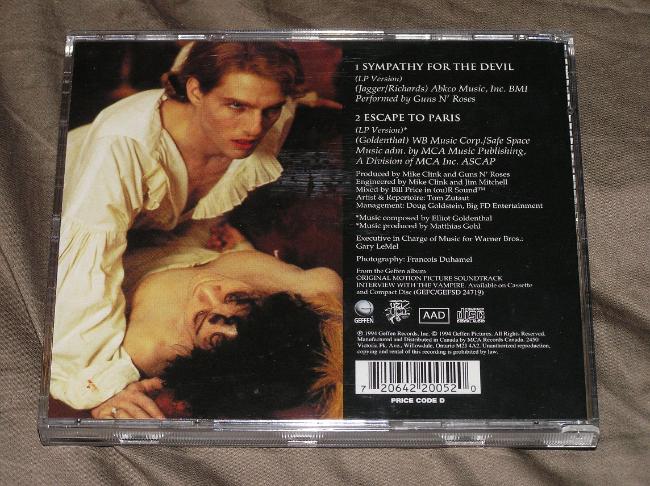 1 SYMPATHY FOR THE DEVIL
(LP Version)
(Jagger/Richards) Abkco Music, Inc. BMI
Performed by Guns N' Roses
2 ESCAPE TO PARIS
(LP Version)*
(Goldenthal) WB Music Corp./Safe Space
Music adm. by MCA Music Publishing,
A Division of MCA Inc. ASCAP
Produced by Mike Clink and Guns N' Roses
Engineered by Mike Clink and Jim Mitchell
Mixed by Bill Price in (ou)R Sound™
Artist & Repertoire: Tom Zutaut
Management: Doug Goldstein, Big FD Entertainment
*Music composed by Elliot Goldenthal
*Music produced by Matthias Gohl
Executive in Charge of Music for Warner Bros.:
Gary LeMel
Photography: Francois Duhamel
From the Geffen album
ORIGINAL MOTION PICTURE SOUNDTRACK
INTERVIEW WITH THE VAMPIRE. Available on Cassette
and Compact Disc (GEFC/GEFSD 24719)
GEFFEN
AAD
disc
℗ 1994 Geffen Records, Inc. © 1994 Geffen Pictures. All Rights Reserved.
Manufactured and Distributed in Canada by MCA Records Canada. 2450
Victoria Pk. Ave., Willowdale, Ontario M2J 4A2. Unauthorized reproduction,
copying and rental of this recording is prohibited by law.
7 20642 20052 0
PRICE CODE D